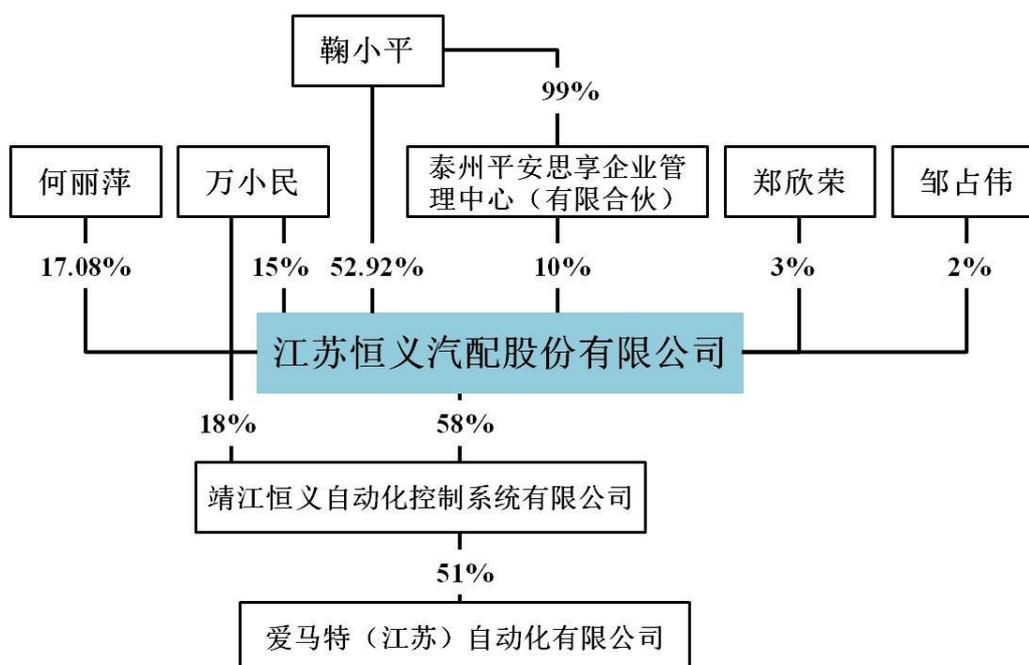 鞠小平
99%
何丽萍
万小民
泰州平安思享企业管
理中心（有限合伙）
郑欣荣
邹占伟
17.08%
15%
52.92%
10%
3%
2%
江苏恒义汽配股份有限公司
18%
58%
靖江恒义自动化控制系统有限公司
51%
爱马特（江苏）自动化有限公司